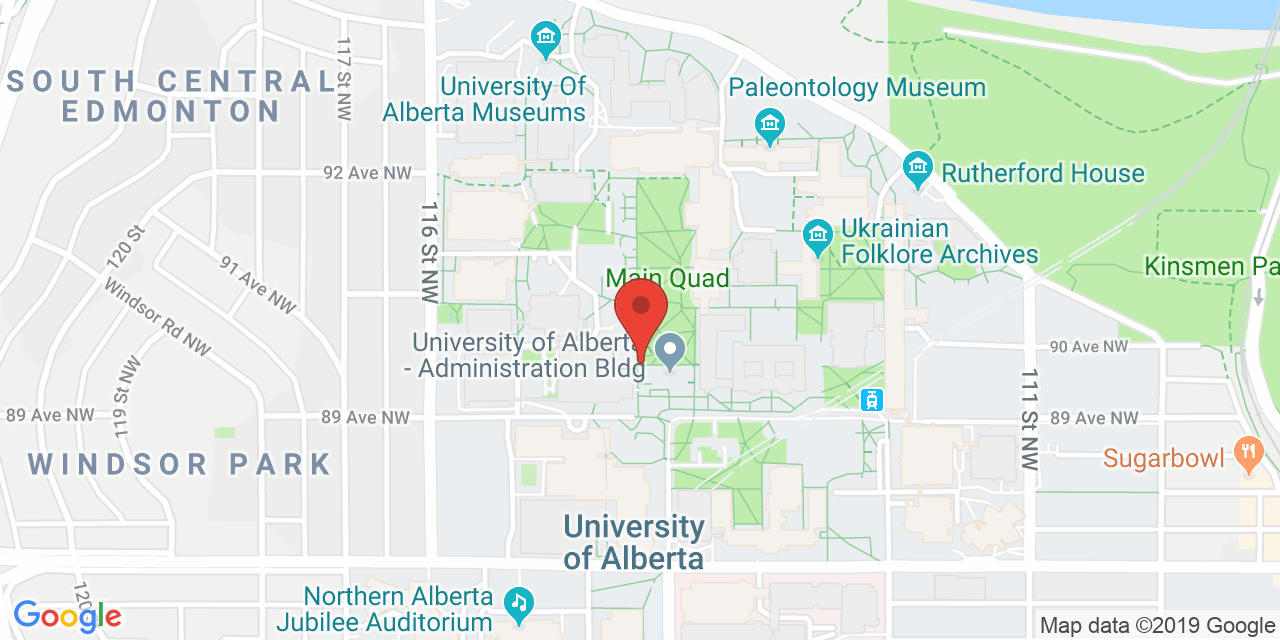 117 St NW
SOUTH CENTRAL
EDMONTON
University Of
Alberta Museums
Paleontology Museum
92 Ave NW
Rutherford House
116 St NW
120 St
Ukrainian
Folklore Archives
91 Ave NW
Main Quad
Kinsmen Pa
Windsor Rd NW
University of Alberta
- Administration Bldg
90 Ave NW
119 St NW
111 St NW
89 Ave NW
89 Ave NW
89 Ave NW
WINDSOR PARK
Sugarbowl
University
of Alberta
Northern Alberta
Jubilee Auditorium
Google
Map data ©2019 Google